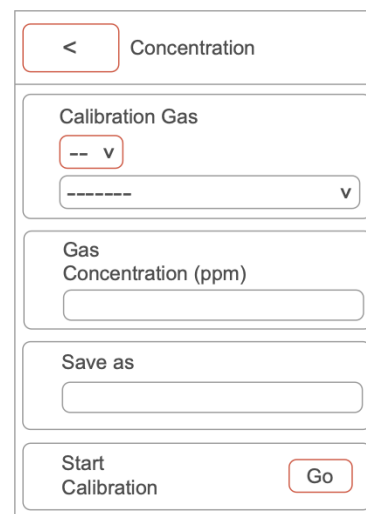 < Concentration
Calibration Gas
-- v
------- v
Gas
Concentration (ppm)
Save as
Start
Calibration
Go